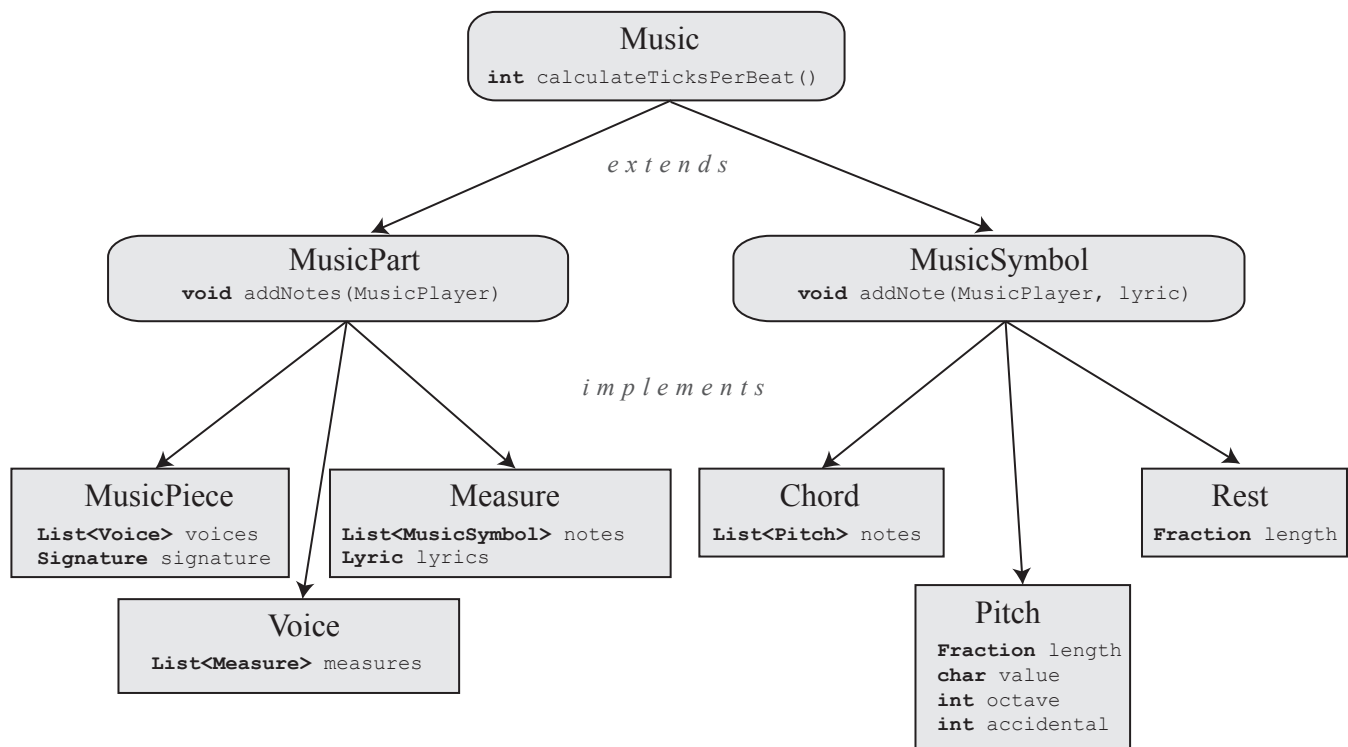 Music
int calculateTicksPerBeat()
extends
MusicPart
void addNotes(MusicPlayer)
MusicSymbol
void addNote(MusicPlayer, lyric)
implements
MusicPiece
List<Voice> voices
Signature signature
Measure
List<MusicSymbol> notes
Lyric lyrics
Chord
List<Pitch> notes
Rest
Fraction length
Voice
List<Measure> measures
Pitch
Fraction length
char value
int octave
int accidental